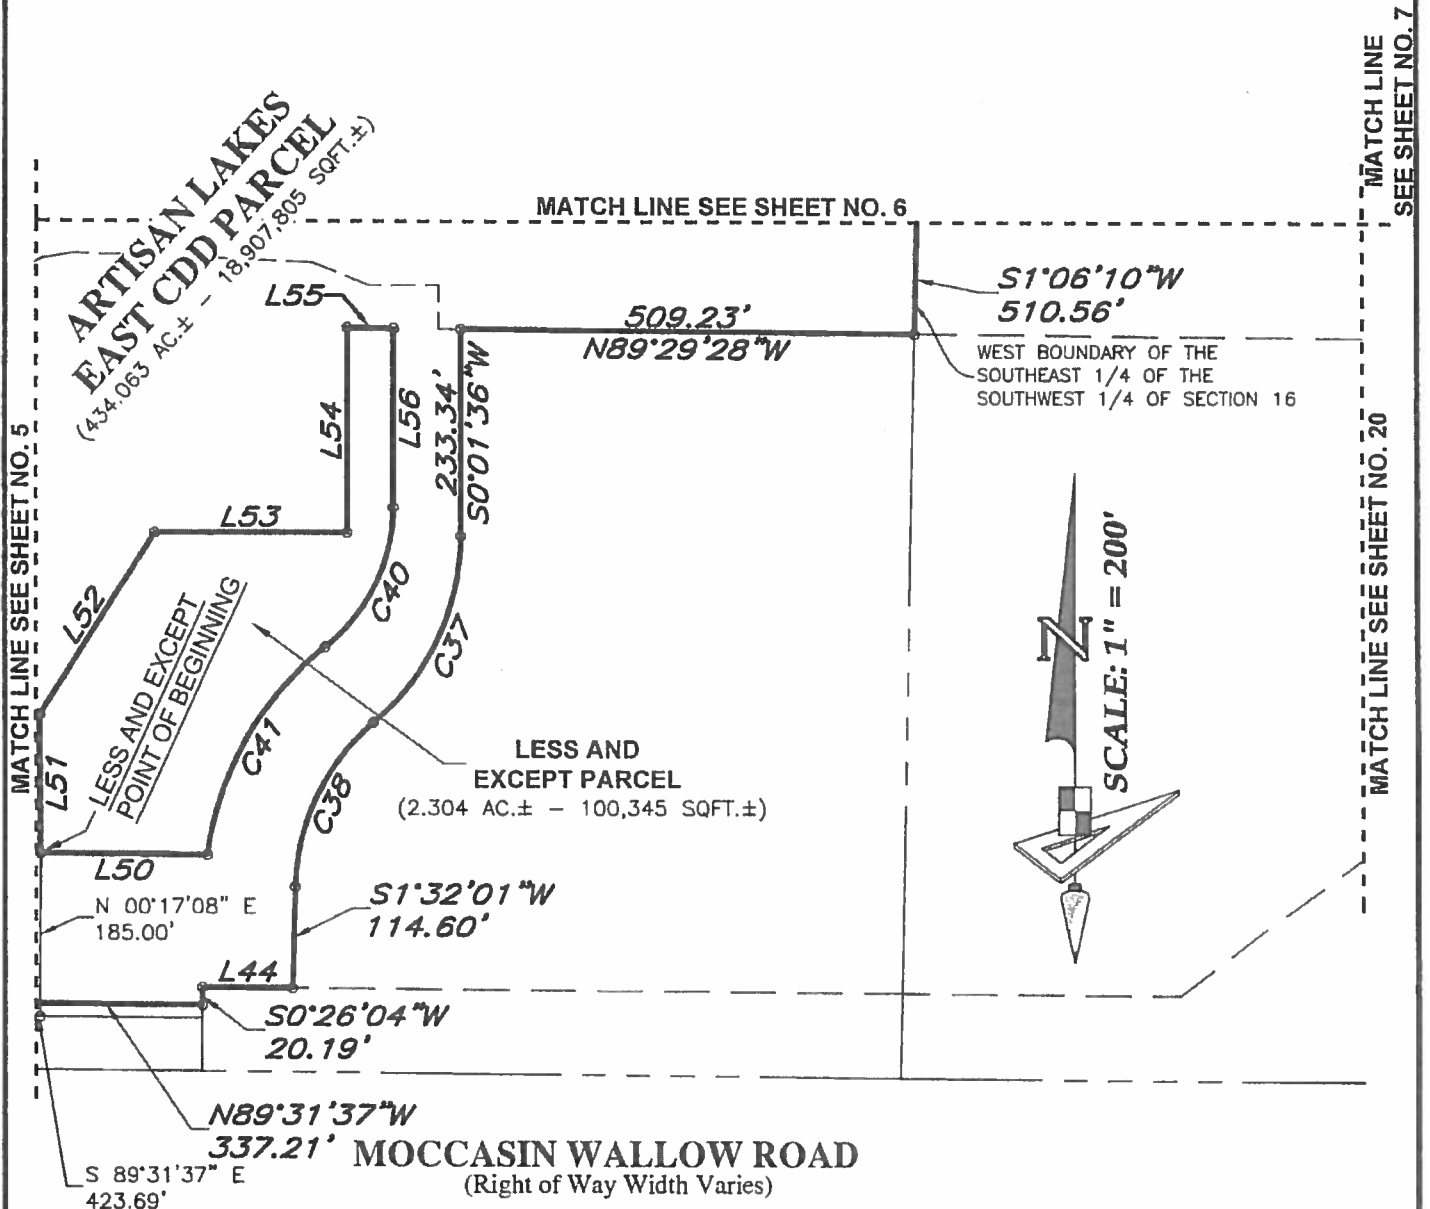 MATCH LINE
SEE SHEET NO. 7
ARTISAN LAKES
EAST CDD PARCEL
(434.063 AC.± - 18,907,805 SQFT.±)
MATCH LINE SEE SHEET NO. 6
L55
509.23'
N89°29'28"W
S1°06'10"W
510.56'
WEST BOUNDARY OF THE
SOUTHEAST 1/4 OF THE
SOUTHWEST 1/4 OF SECTION 16
L54
L56
233.34'
S0°01'36"W
MATCH LINE SEE SHEET NO. 5
L53
L52
LESS AND EXCEPT
POINT OF BEGINNING
C40
C37
N
SCALE: 1" = 200'
MATCH LINE SEE SHEET NO. 20
L51
C41
C38
LESS AND
EXCEPT PARCEL
(2.304 AC.± - 100,345 SQFT.±)
L50
N 00°17'08" E
185.00'
S1°32'01"W
114.60'
L44
S0°26'04"W
20.19'
N89°31'37"W
337.21'
MOCCASIN WALLOW ROAD
(Right of Way Width Varies)
S 89°31'37" E
423.69'